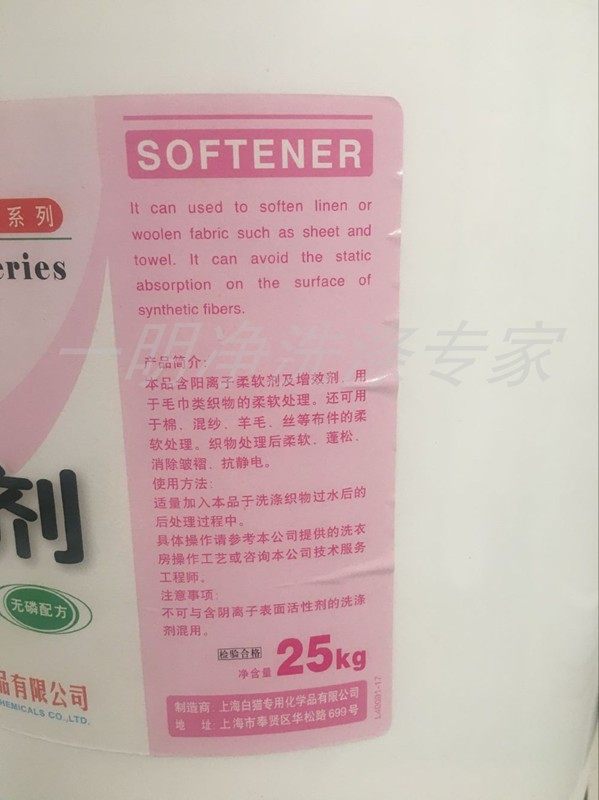 SOFTENER
It can used to soften linen or
woolen fabric such as sheet and
towel. It can avoid the static
absorption on the surface of
synthetic fibers.
系列
eries
一明净洗涤专家
产品简介:
本品含阳离子柔软剂及增效剂，用
于毛巾类织物的柔软处理。还可用
于棉、混纱、羊毛、丝等布件的柔
软处理。织物处理后柔软、蓬松、
消除皱褶、抗静电。
使用方法:
适量加入本品于洗涤织物过水后的
后处理过程中。
具体操作请参考本公司提供的洗衣
房操作工艺或咨询本公司技术服务
工程师。
注意事项:
不可与含阴离子表面活性剂的洗涤
剂混用。
剂
无磷配方
检验合格
净含量 25kg
品有限公司
HEMICALS CO.,LTD.
制造商: 上海白猫专用化学品有限公司
地 址: 上海市奉贤区华松路699号